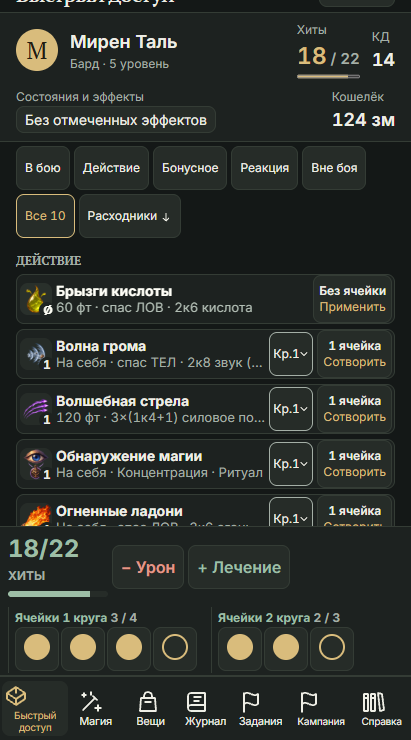 Мирен Таль
Бард · 5 уровень
Хиты
18 / 22
КД
14
Состояния и эффекты
Без отмеченных эффектов
Кошелёк
124 зм
В бою
Действие
Бонусное
Реакция
Вне боя
Все 10
Расходники ↓
ДЕЙСТВИЕ
Брызги кислоты
60 фт · спас ЛОВ · 2к6 кислота
Без ячейки
Применить
Волна грома
На себя · спас ТЕЛ · 2к8 звук (...
1
Кр.1
1 ячейка
Сотворить
Волшебная стрела
120 фт · 3×(1к4+1) силовое по...
1
Кр.1
1 ячейка
Сотворить
Обнаружение магии
На себя · Концентрация · Ритуал
1
Кр.1
1 ячейка
Сотворить
Огненные ладони
Кр.1
1 ячейка
Сотворить
18/22
ХИТЫ
− Урон
+ Лечение
Ячейки 1 круга 3 / 4
Ячейки 2 круга 2 / 3
Быстрый
доступ
Магия
Вещи
Журнал
Задания
Кампания
Справка